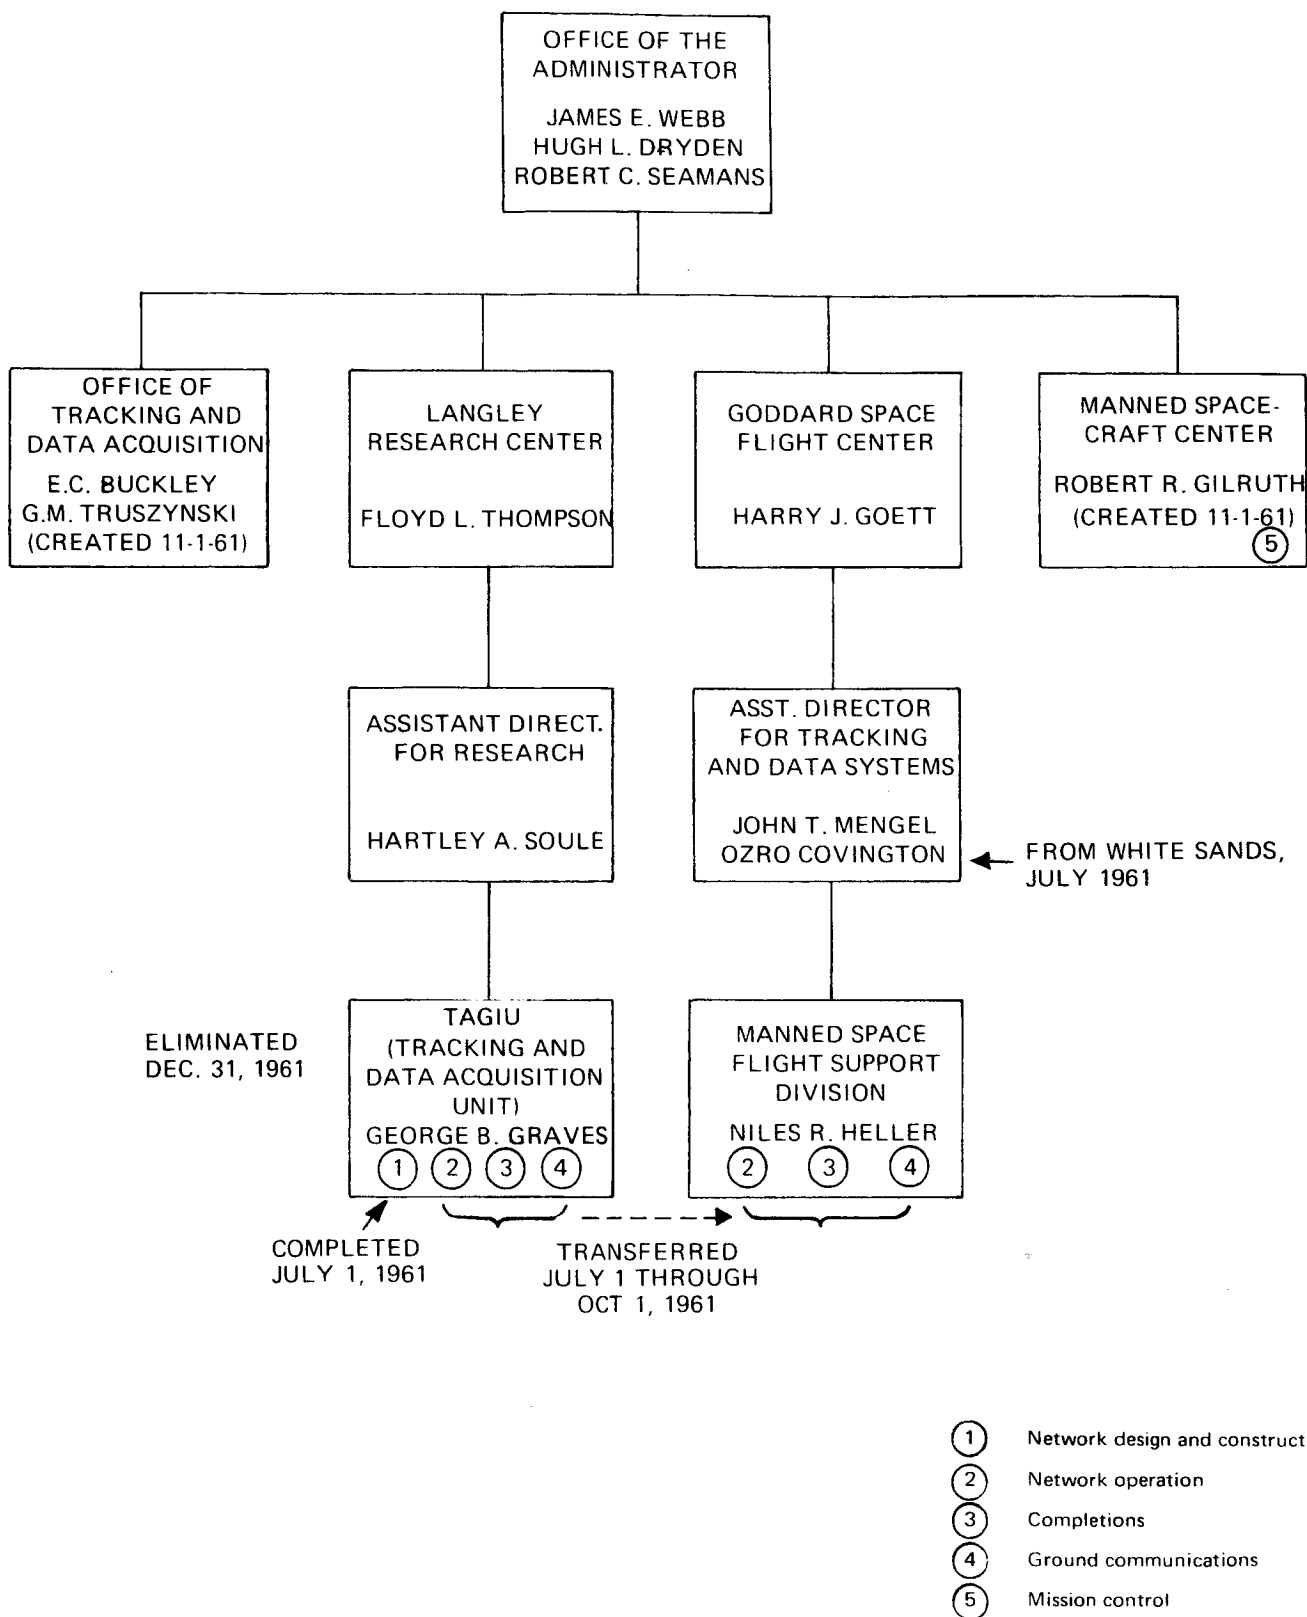 OFFICE OF THE
ADMINISTRATOR
JAMES E. WEBB
HUGH L. DRYDEN
ROBERT C. SEAMANS
OFFICE OF
TRACKING AND
DATA ACQUISITION
E.C. BUCKLEY
G.M. TRUSZYNSKI
(CREATED 11-1-61)
LANGLEY
RESEARCH CENTER
FLOYD L. THOMPSON
GODDARD SPACE
FLIGHT CENTER
HARRY J. GOETT
MANNED SPACE-
CRAFT CENTER
ROBERT R. GILRUTH
(CREATED 11-1-61)
5
ASSISTANT DIRECT.
FOR RESEARCH
HARTLEY A. SOULE
ASST. DIRECTOR
FOR TRACKING
AND DATA SYSTEMS
JOHN T. MENGEL
OZRO COVINGTON
FROM WHITE SANDS,
JULY 1961
ELIMINATED
DEC. 31, 1961
TAGIU
(TRACKING AND
DATA ACQUISITION
UNIT)
GEORGE B. GRAVES
1 2 3 4
MANNED SPACE
FLIGHT SUPPORT
DIVISION
NILES R. HELLER
2 3 4
COMPLETED
JULY 1, 1961
TRANSFERRED
JULY 1 THROUGH
OCT 1, 1961
1 Network design and construct
2 Network operation
3 Completions
4 Ground communications
5 Mission control